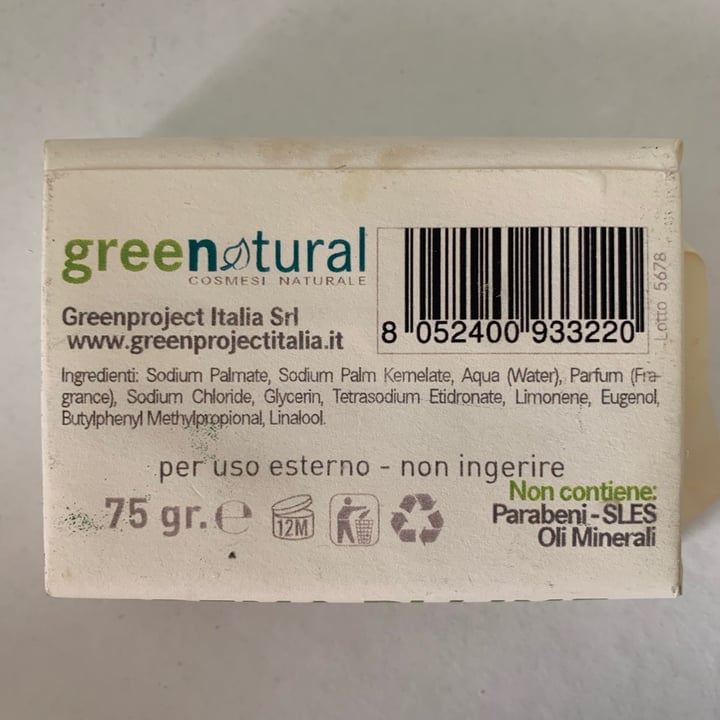 greenatural
COSMESI NATURALE
Greenproject Italia Srl
www.greenprojectitalia.it
8 052400 933220
Lotto 5678
Ingredienti: Sodium Palmate, Sodium Palm Kernelate, Aqua (Water), Parfum (Fra-
grance), Sodium Chloride, Glycerin, Tetrasodium Etidronate, Limonene, Eugenol,
Butylphenyl Methylpropional, Linalool.
per uso esterno - non ingerire
75 gr. e
12M
Non contiene:
Parabeni - SLES
Oli Minerali